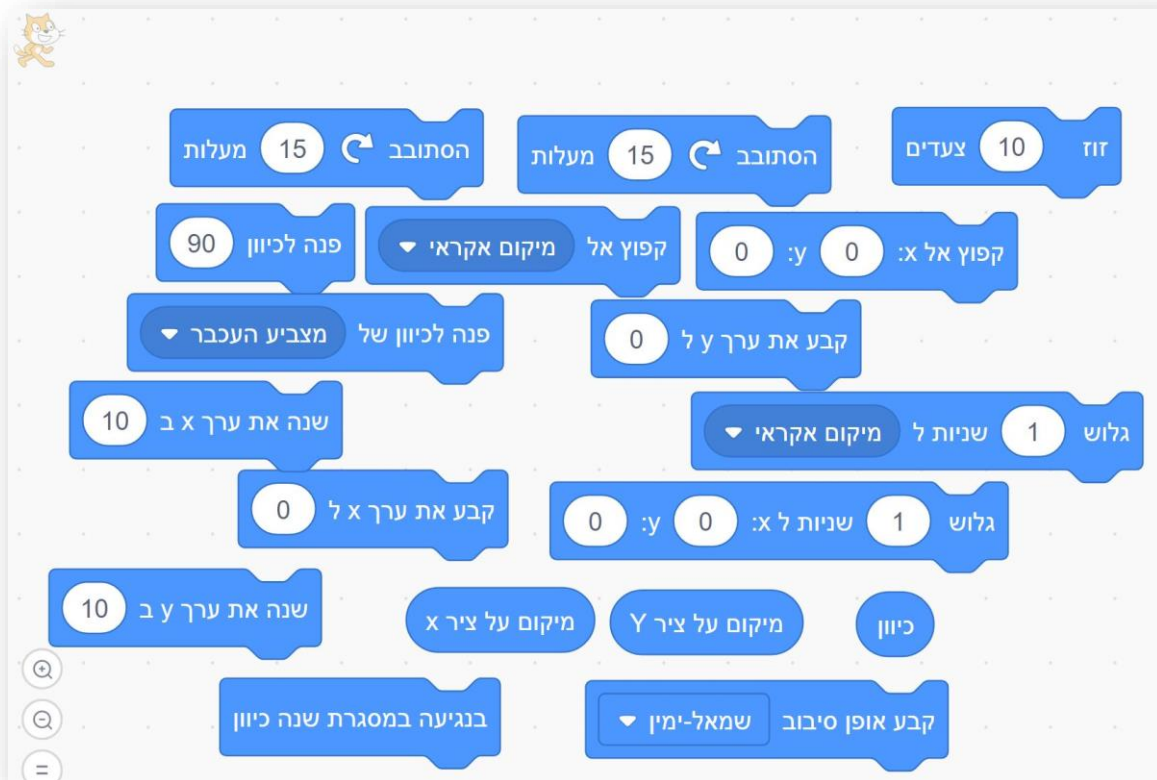 זוז 10 צעדים
הסתובב 15 מעלות
הסתובב 15 מעלות
קפוץ אל x: 0 y: 0
קפוץ אל מיקום אקראי
פנה לכיוון 90
קבע את ערך y ל 0
פנה לכיוון של מצביע העכבר
גלוש 1 שניות ל מיקום אקראי
שנה את ערך x ב 10
גלוש 1 שניות ל x: 0 y: 0
קבע את ערך x ל 0
כיוון
מיקום על ציר Y
מיקום על ציר x
שנה את ערך y ב 10
קבע אופן סיבוב שמאל-ימין
בנגיעה במסגרת שנה כיוון